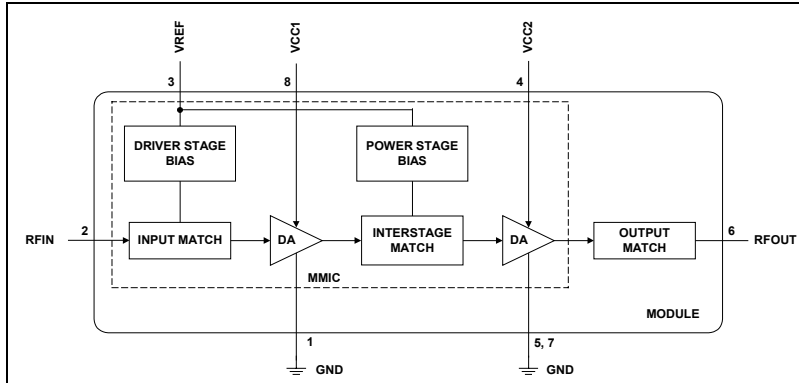 VREF
VCC1
VCC2
3
8
4
DRIVER STAGE
BIAS
POWER STAGE
BIAS
RFIN
2
INPUT MATCH
DA
INTERSTAGE
MATCH
DA
OUTPUT
MATCH
6
RFOUT
MMIC
MODULE
1
5, 7
GND
GND